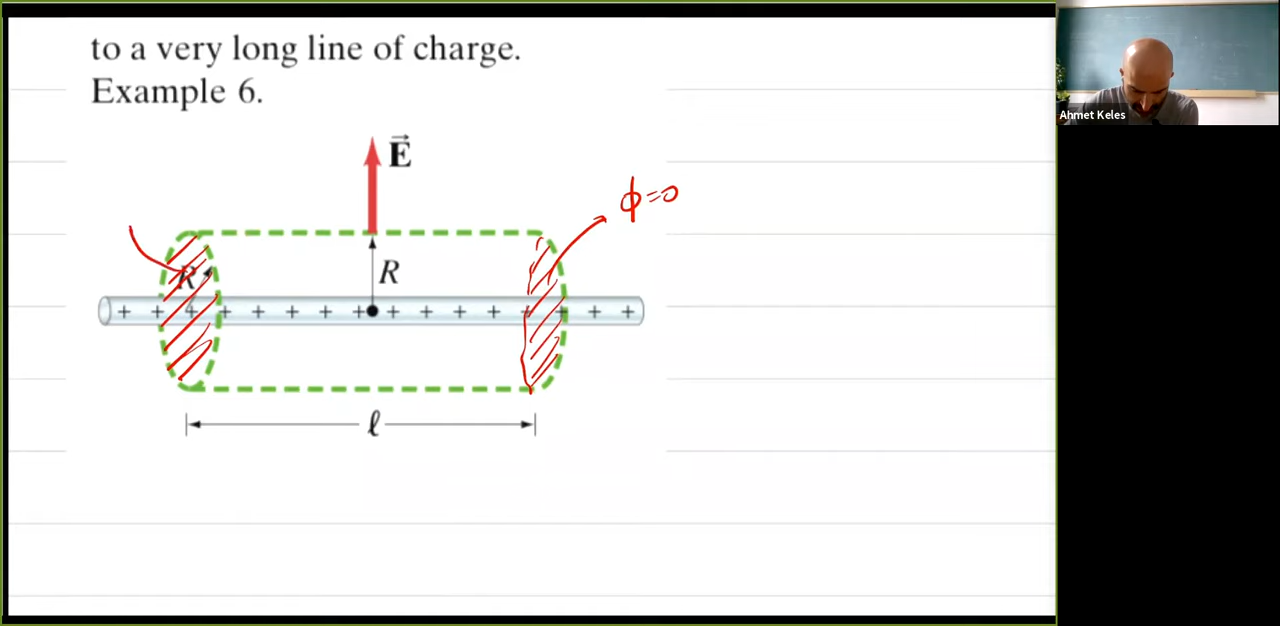 to a very long line of charge.
Example 6.
E
ϕ=0
R
R
+ + + + + + + + + + + + + + + +
ℓ
Ahmet Keles